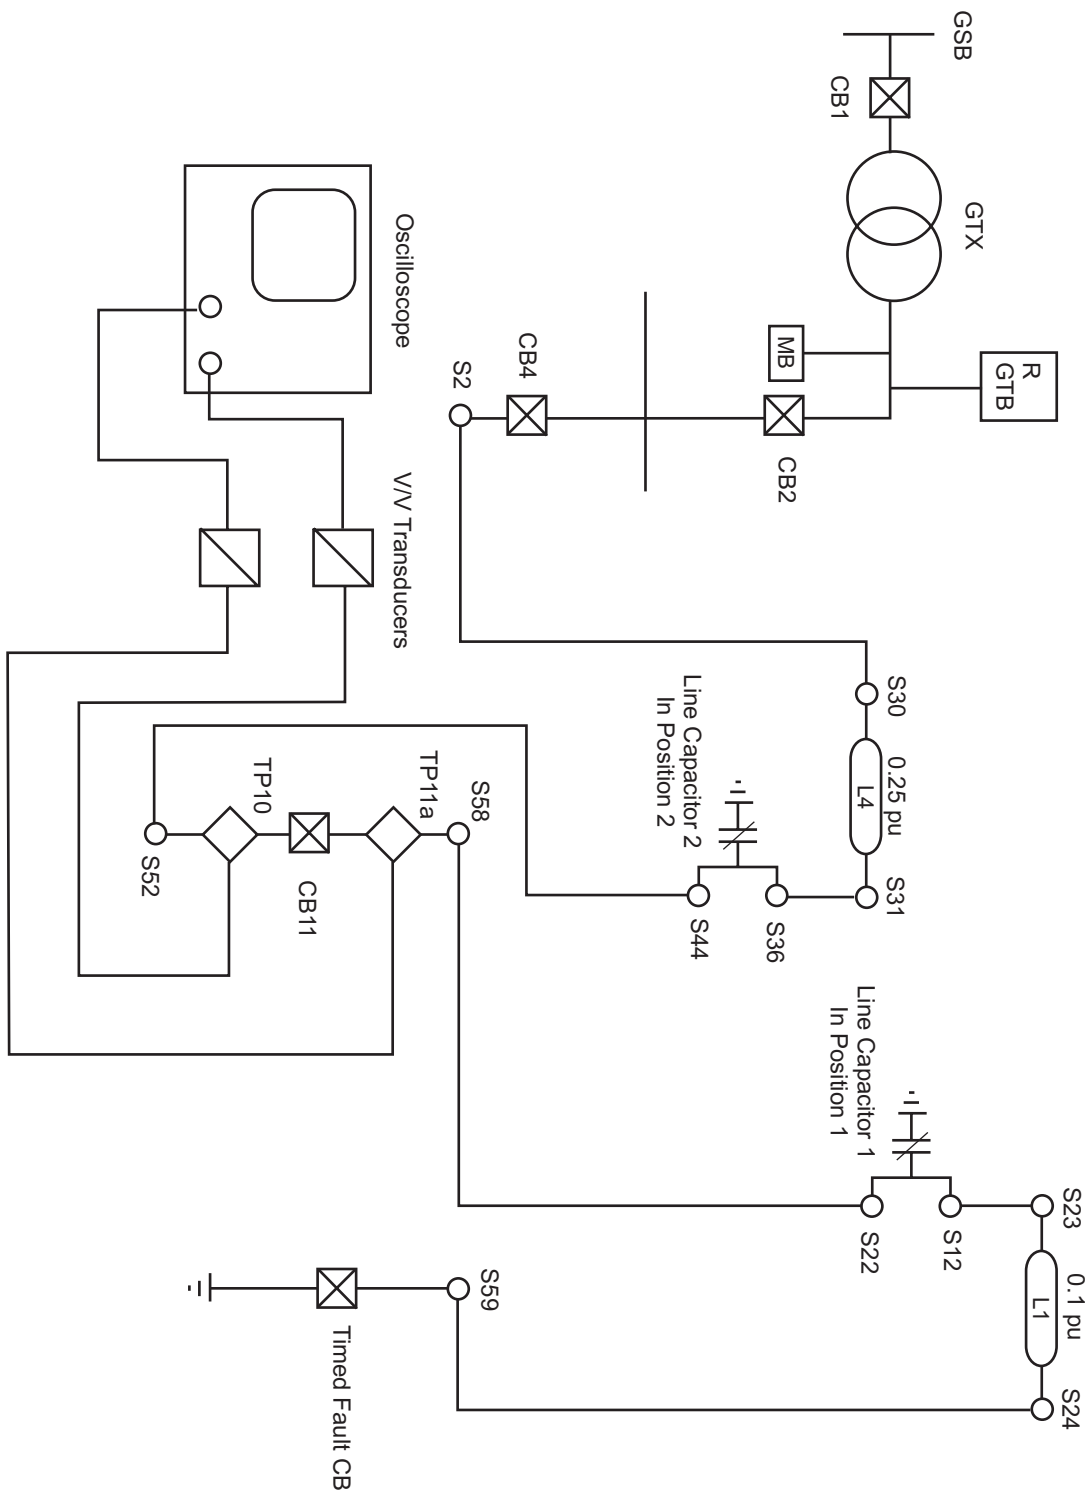 GSB
CB1
GTX
R
GTB
MB
CB2
CB4
S2
Oscilloscope
V/V Transducers
S30
0.25 pu
L4
S31
Line Capacitor 2
In Position 2
S36
S44
S58
TP11a
TP10
CB11
S52
Line Capacitor 1
In Position 1
S12
S22
S23
0.1 pu
L1
S24
S59
Timed Fault CB